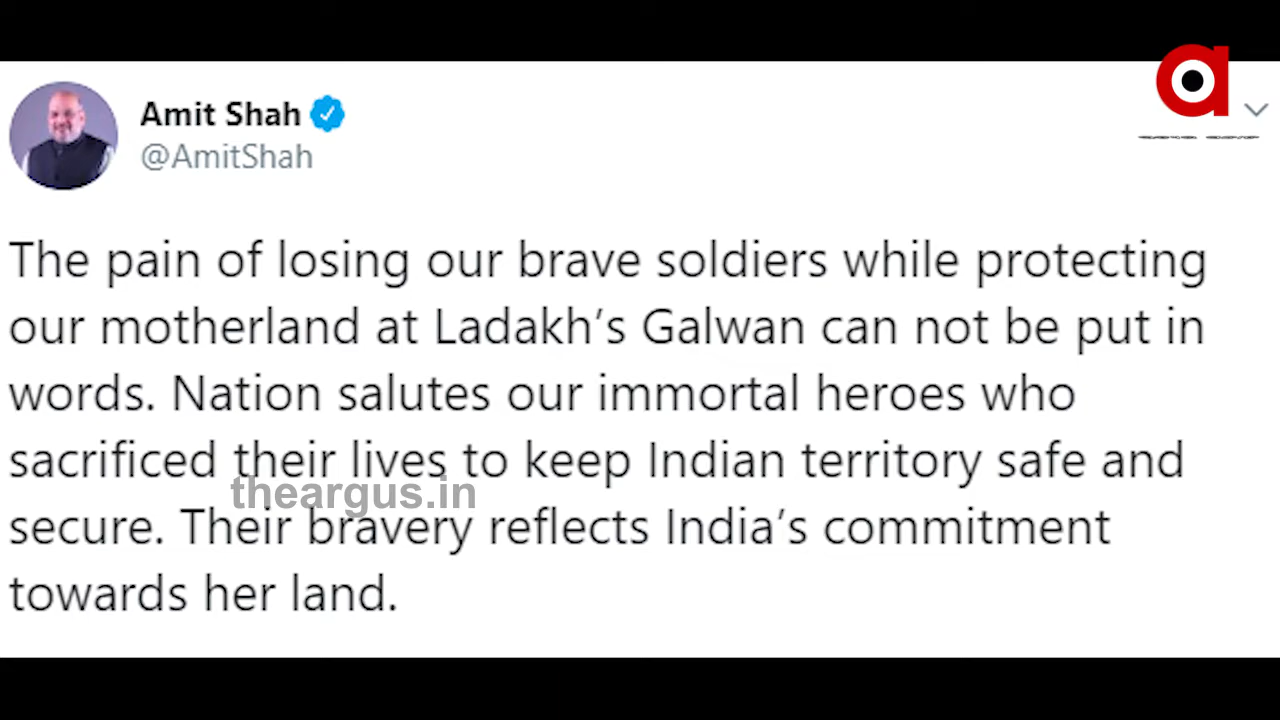 Amit Shah
@AmitShah
The pain of losing our brave soldiers while protecting
our motherland at Ladakh’s Galwan can not be put in
words. Nation salutes our immortal heroes who
sacrificed their lives to keep Indian territory safe and
theargus.in
secure. Their bravery reflects India’s commitment
towards her land.